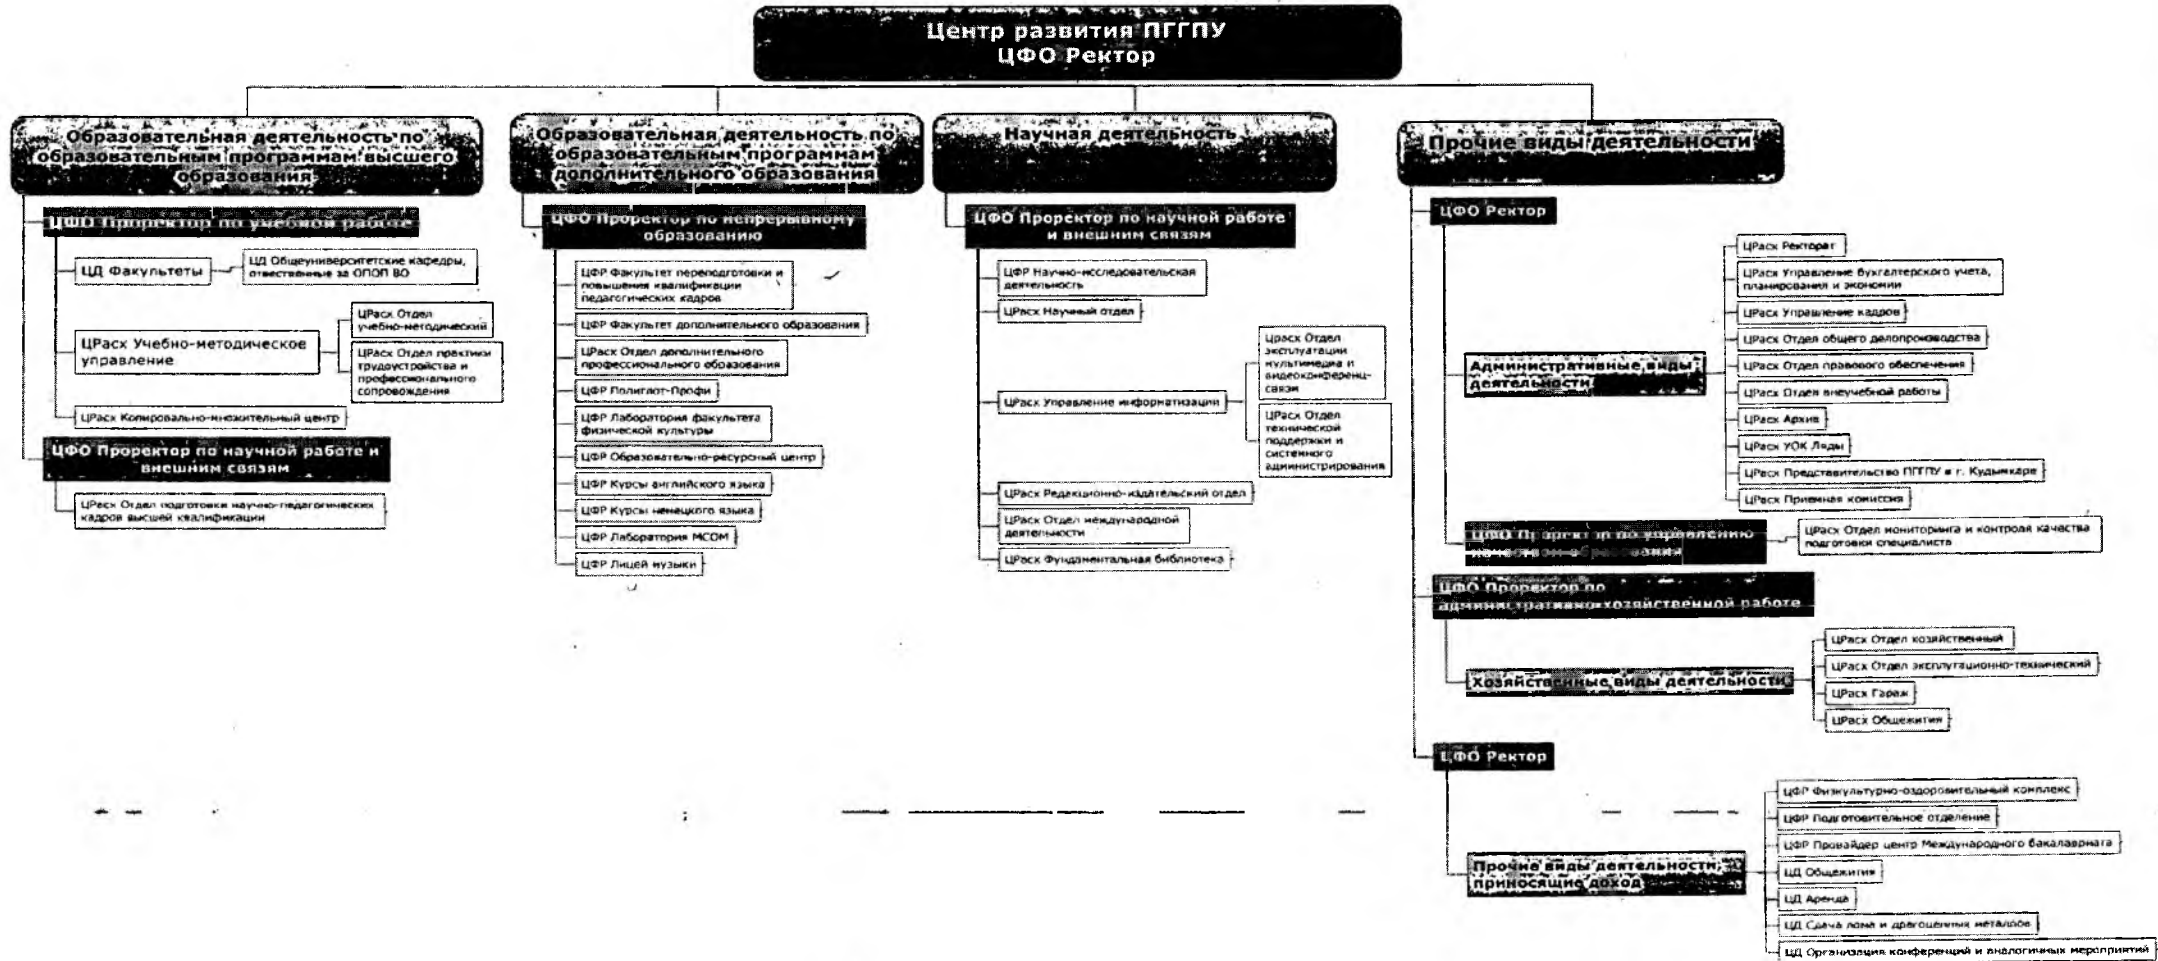 Центр развития ПГГПУ
ЦФО Ректор
Образовательная деятельность по
образовательным программам высшего
образования
ЦФО Проректор по учебной работе
ЦД Факультеты
ЦД Общеуниверситетские кафедры,
отвественные за ОПОП ВО
ЦРасх Учебно-методическое
управление
ЦРасх Отдел
учебно-методический
ЦРасх Отдел практики
трудоустройства и
профессионального
сопровождения
ЦРасх Копировально-множительный центр
ЦФО Проректор по научной работе и
внешним связям
ЦРасх Отдел подготовки научно-педагогических
кадров высшей квалификации
Образовательная деятельность по
образовательным программам
дополнительного образования
ЦФО Проректор по непрерывному
образованию
ЦФР Факультет переподготовки и
повышения квалификации
педагогических кадров
ЦФР Факультет дополнительного образования
ЦРасх Отдел дополнительного
профессионального образования
ЦФР Полиглот-Профи
ЦФР Лаборатория факультета
физической культуры
ЦФР Образовательно-ресурсный центр
ЦФР Курсы английского языка
ЦФР Курсы немецкого языка
ЦФР Лаборатория МСОМ
ЦФР Лицей музыки
Научная деятельность
ЦФО Проректор по научной работе
и внешним связям
ЦФР Научно-исследовательская
деятельность
ЦРасх Научный отдел
ЦРасх Управление информатизации
Црасх Отдел
эксплуатации
мультимедиа и
видеоконференц-
связи
ЦРасх Отдел
технической
поддержки и
системного
администрирования
ЦРасх Редакционно-издательский отдел
ЦРасх Отдел международной
деятельности
ЦРасх Фундаментальная библиотека
Прочие виды деятельности
ЦФО Ректор
Административные виды
деятельности
ЦРасх Ректорат
ЦРасх Управление бухгалтерского учета,
планирования и экономии
ЦРасх Управление кадров
ЦРасх Отдел общего делопроизводства
ЦРасх Отдел правового обеспечения
ЦРасх Отдел внеучебной работы
ЦРасх Архив
ЦРасх УОК Ляды
ЦРасх Представительство ПГГПУ в г. Кудымкаре
ЦРасх Приемная комиссия
ЦФО Проректор по управлению
качеством образования
ЦРасх Отдел мониторинга и контроля качества
подготовки специалиств
ЦФО Проректор по
административно-хозяйственной работе
Хозяйственные виды деятельности
ЦРасх Отдел хозяйственный
ЦРасх Отдел эксплутационно-технический
ЦРасх Гараж
ЦРасх Общежития
ЦФО Ректор
Прочие виды деятельности,
приносящие доход
ЦФР Физкультурно-оздоровительный комплекс
ЦФР Подготовительное отделение
ЦФР Провайдер центр Международного бакалавриата
ЦД Общежития
ЦД Аренда
ЦД Сдача лома и драгоценных металлов
ЦД Организация конференций и аналогичных мероприятий